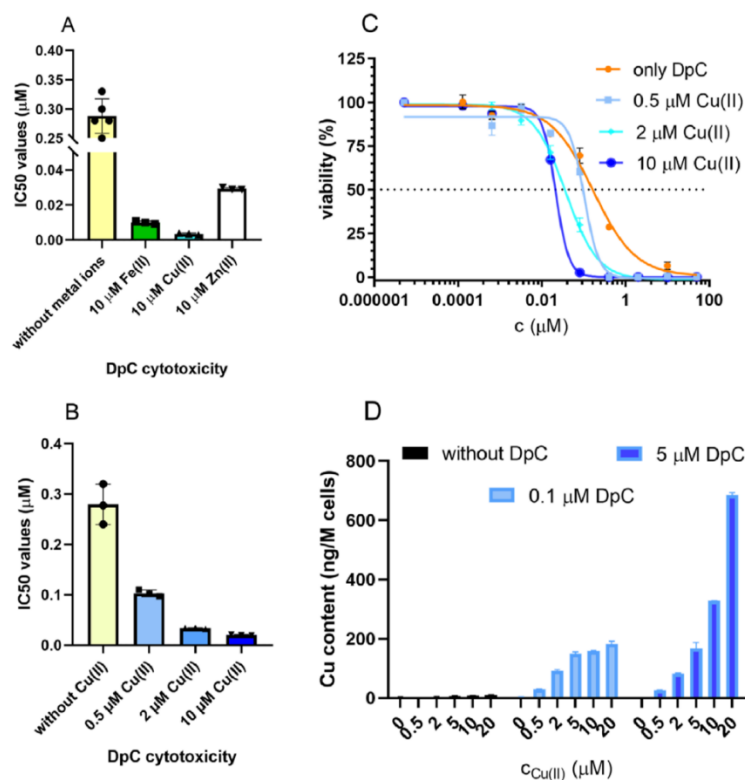 A
IC50 values (μM)
0.40
0.35
0.30
0.25
0.04
0.02
0.00
without metal ions
10 μM Fe(II)
10 μM Cu(II)
10 μM Zn(II)
DpC cytotoxicity
C
viability (%)
125
100
75
50
25
0
0.000001
0.0001
0.01
1
100
c (μM)
only DpC
0.5 μM Cu(II)
2 μM Cu(II)
10 μM Cu(II)
B
IC50 values (μM)
0.4
0.3
0.2
0.1
0.0
without Cu(II)
0.5 μM Cu(II)
2 μM Cu(II)
10 μM Cu(II)
DpC cytotoxicity
D
without DpC
5 μM DpC
0.1 μM DpC
Cu content (ng/M cells)
800
600
400
200
0
0 0.5 2 5 10 20 0 0.5 2 5 10 20 0 0.5 2 5 10 20
cCu(II) (μM)